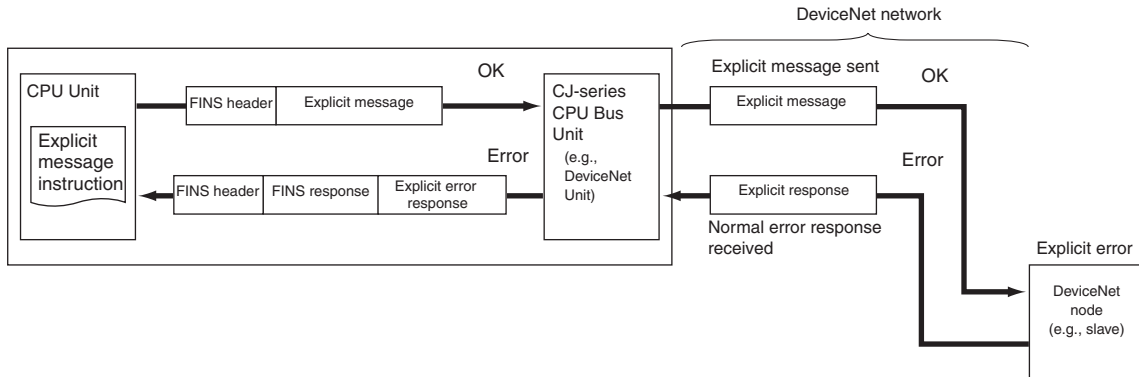 DeviceNet network
CPU Unit
Explicit
message
instruction
FINS header
Explicit message
OK
CJ-series
CPU Bus
Unit
(e.g.,
DeviceNet
Unit)
Error
FINS header
FINS response
Explicit error
response
Explicit message sent
Explicit message
OK
Error
Explicit response
Normal error response
received
Explicit error
DeviceNet
node
(e.g., slave)